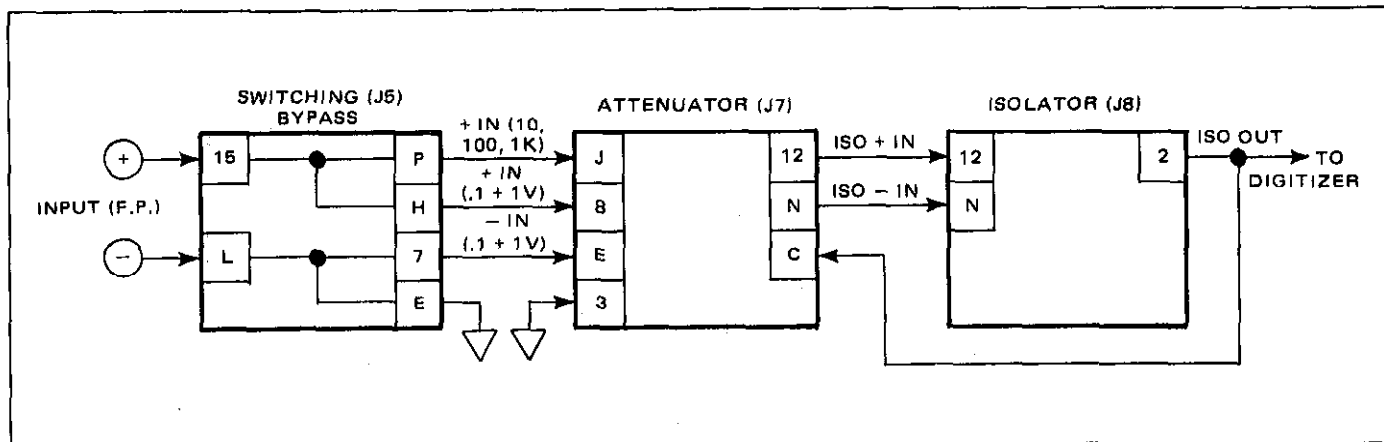 SWITCHING (J5)
BYPASS
ATTENUATOR (J7)
ISOLATOR (J8)
INPUT (F.P.)
+
−
15
L
P
H
7
E
+ IN (10,
100, 1K)
+ IN
(.1 + 1V)
− IN
(.1 + 1V)
J
8
E
3
12
N
C
ISO + IN
ISO − IN
12
N
2
ISO OUT
TO
DIGITIZER